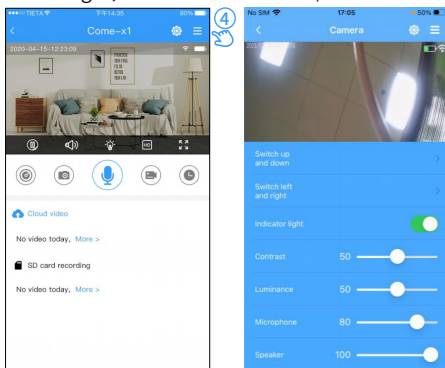 TIETA
下午14:35
80%
Come-x1
④
2020-04-15-12:23:09
HD
Cloud video
No video today, More >
SD card recording
No video today, More >
No SIM
17:05
50%
Camera
Switch up
and down
Switch left
and right
Indicator light
Contrast
50
Luminance
50
Microphone
80
Speaker
100